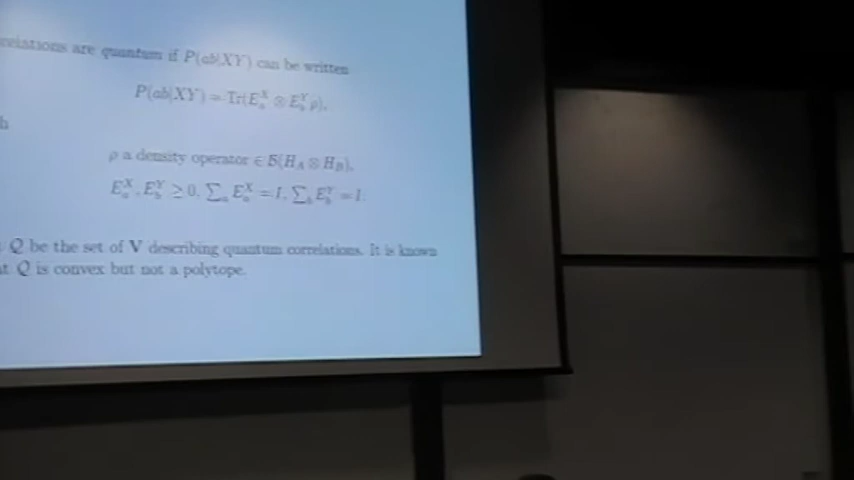 relations are quantum if P(ab|XY) can be written
P(ab|XY) = Tr(E_a^X ⊗ E_b^Y ρ),
h
ρ a density operator ∈ B(H_A ⊗ H_B),
E_a^X, E_b^Y ≥ 0, ∑_a E_a^X = I, ∑_b E_b^Y = I.
Q be the set of V describing quantum correlations. It is known
at Q is convex but not a polytope.